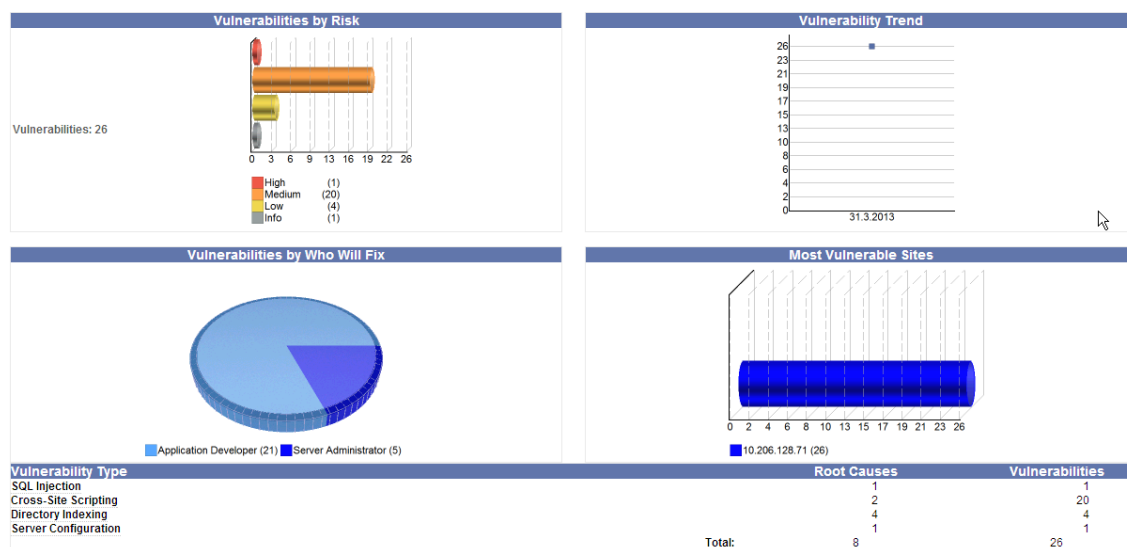 Vulnerabilities by Risk
Vulnerabilities: 26
0 3 6 9 13 16 19 22 26
High (1)
Medium (20)
Low (4)
Info (1)
Vulnerability Trend
26
23
21
19
17
15
13
10
8
6
4
2
0
31.3.2013
Vulnerabilities by Who Will Fix
Application Developer (21) Server Administrator (5)
Most Vulnerable Sites
0 2 4 6 8 10 13 15 17 19 21 23 26
10.206.128.71 (26)
Vulnerability Type Root Causes Vulnerabilities
SQL Injection 1 1
Cross-Site Scripting 2 20
Directory Indexing 4 4
Server Configuration 1 1
Total: 8 26